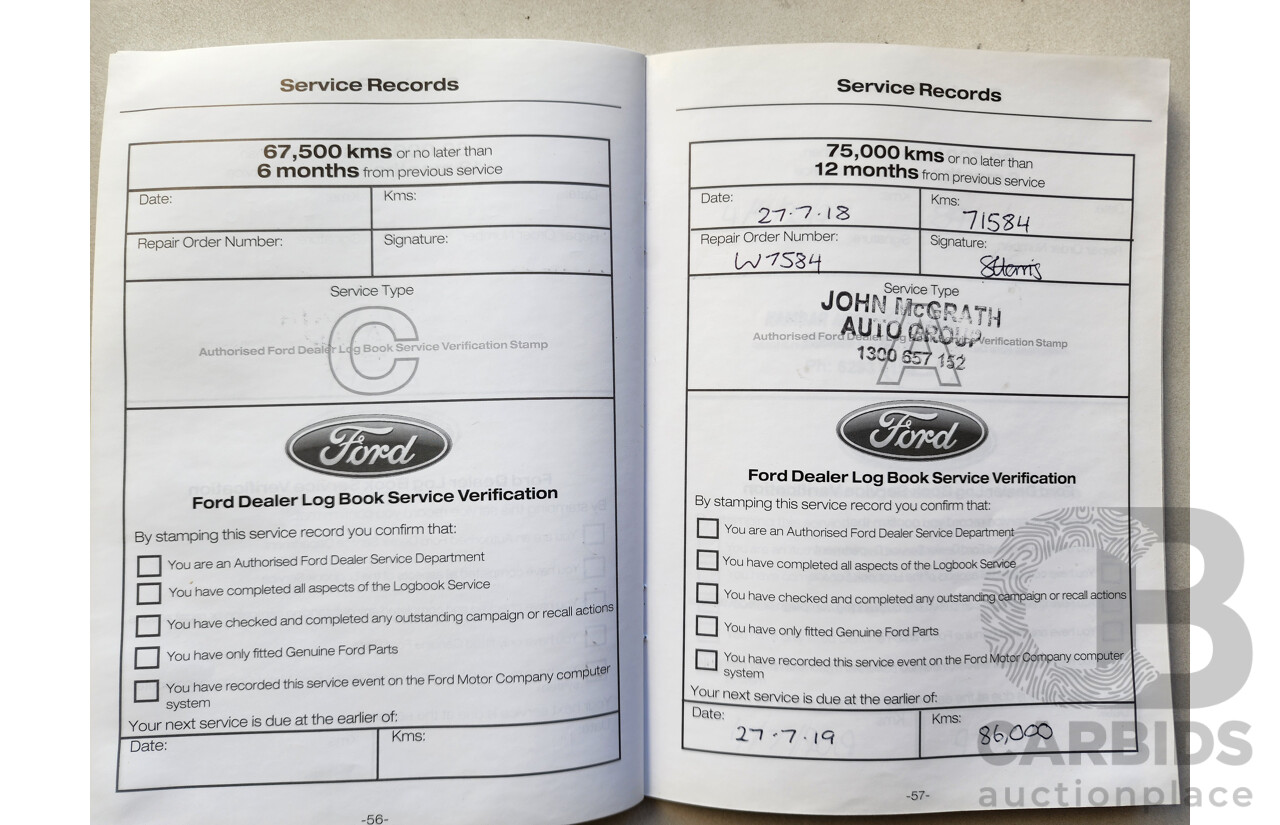 Service Records
67,500 kms or no later than
6 months from previous service
Date:
Kms:
Repair Order Number:
Signature:
Service Type
C
Authorised Ford Dealer Log Book Service Verification Stamp
Ford
Ford Dealer Log Book Service Verification
By stamping this service record you confirm that:
You are an Authorised Ford Dealer Service Department
You have completed all aspects of the Logbook Service
You have checked and completed any outstanding campaign or recall actions
You have only fitted Genuine Ford Parts
You have recorded this service event on the Ford Motor Company computer
system
Your next service is due at the earlier of:
Date:
Kms:
-56-
Service Records
75,000 kms or no later than
12 months from previous service
Date:
27.7.18
Kms:
71584
Repair Order Number:
W7584
Signature:
Service Type
JOHN McGRATH
AUTO GROUP
1300 657 152
A
Authorised Ford Dealer Log Book Service Verification Stamp
Ford
Ford Dealer Log Book Service Verification
By stamping this service record you confirm that:
You are an Authorised Ford Dealer Service Department
You have completed all aspects of the Logbook Service
You have checked and completed any outstanding campaign or recall actions
You have only fitted Genuine Ford Parts
You have recorded this service event on the Ford Motor Company computer
system
Your next service is due at the earlier of:
Date:
27.7.19
Kms:
86,000
-57-
CB
CARBIDS
auctionplace